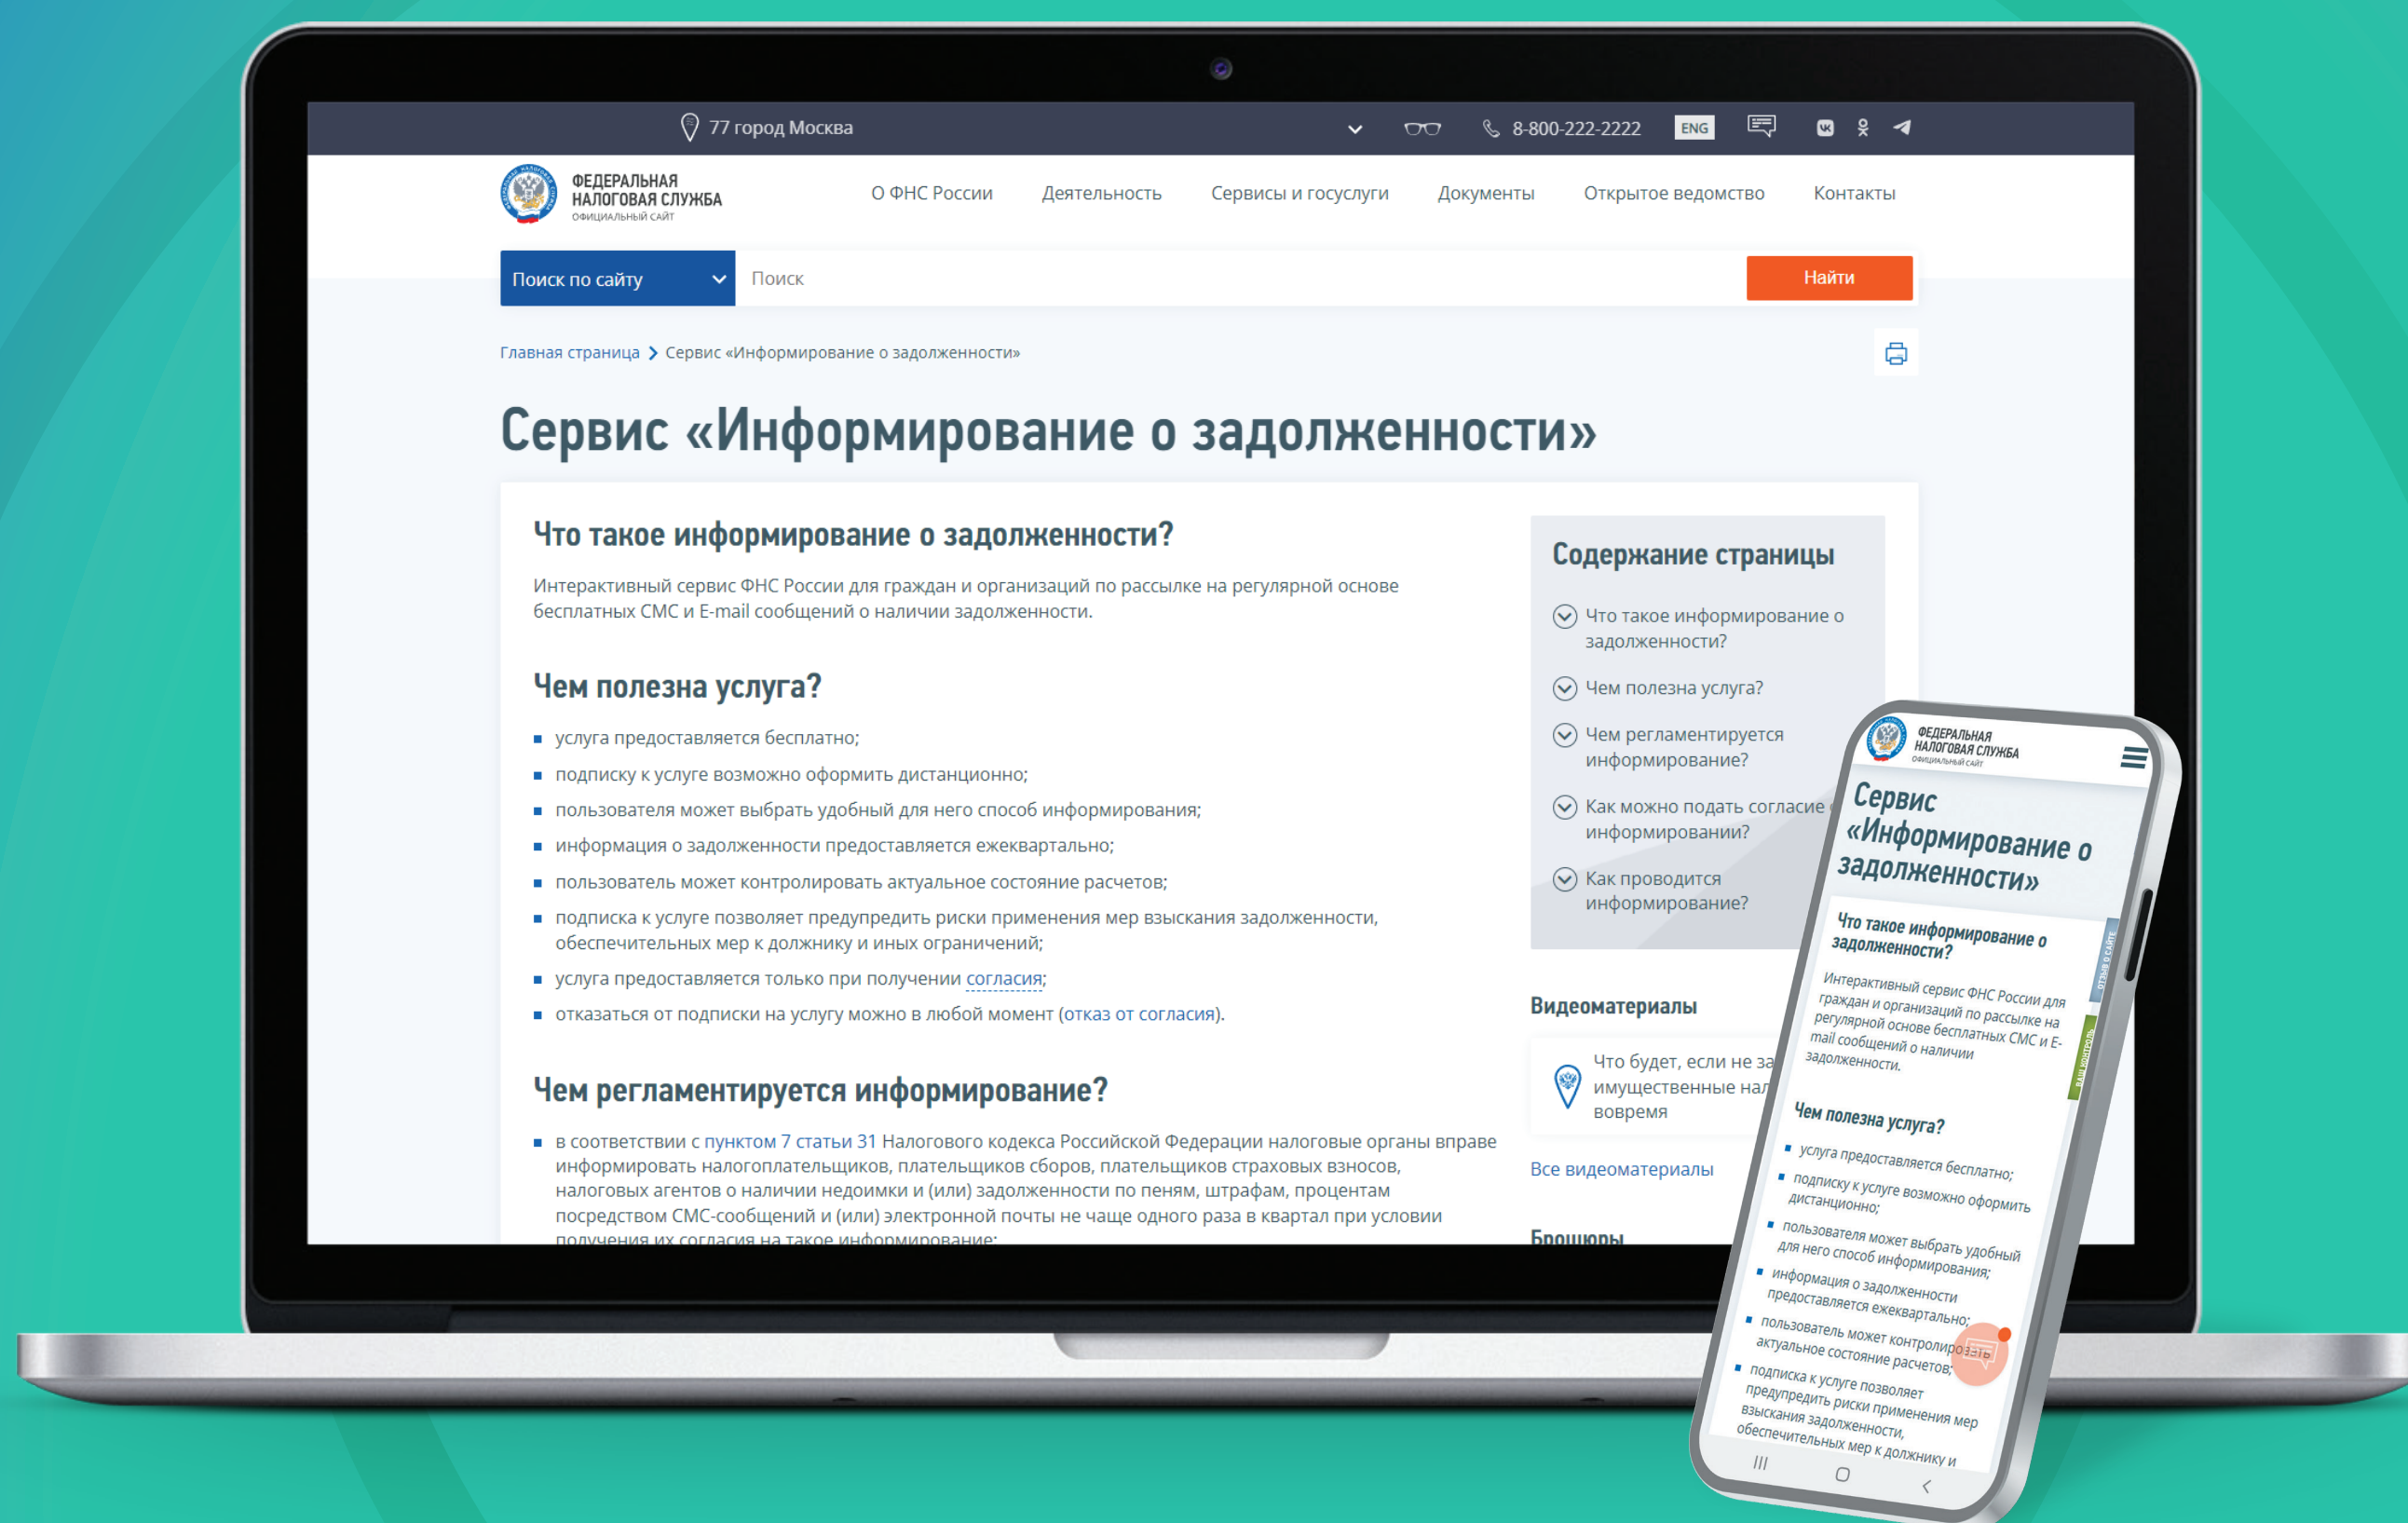 77 город Москва
8-800-222-2222
ENG
ФЕДЕРАЛЬНАЯ
НАЛОГОВАЯ СЛУЖБА
ОФИЦИАЛЬНЫЙ САЙТ
О ФНС России
Деятельность
Сервисы и госуслуги
Документы
Открытое ведомство
Контакты
Поиск по сайту
Поиск
Найти
Главная страница
Сервис «Информирование о задолженности»
Сервис «Информирование о задолженности»
Что такое информирование о задолженности?
Интерактивный сервис ФНС России для граждан и организаций по рассылке на регулярной основе
бесплатных СМС и E-mail сообщений о наличии задолженности.
Чем полезна услуга?
услуга предоставляется бесплатно;
подписку к услуге возможно оформить дистанционно;
пользователя может выбрать удобный для него способ информирования;
информация о задолженности предоставляется ежеквартально;
пользователь может контролировать актуальное состояние расчетов;
подписка к услуге позволяет предупредить риски применения мер взыскания задолженности,
обеспечительных мер к должнику и иных ограничений;
услуга предоставляется только при получении согласия;
отказаться от подписки на услугу можно в любой момент (отказ от согласия).
Чем регламентируется информирование?
в соответствии с пунктом 7 статьи 31 Налогового кодекса Российской Федерации налоговые органы вправе
информировать налогоплательщиков, плательщиков сборов, плательщиков страховых взносов,
налоговых агентов о наличии недоимки и (или) задолженности по пеням, штрафам, процентам
посредством СМС-сообщений и (или) электронной почты не чаще одного раза в квартал при условии
получения их согласия на такое информирование;
Содержание страницы
Что такое информирование о
задолженности?
Чем полезна услуга?
Чем регламентируется
информирование?
Как можно подать согласие
информировании?
Как проводится
информирование?
Видеоматериалы
Что будет, если не за
имущественные нал
вовремя
Все видеоматериалы
Брошюры
ФЕДЕРАЛЬНАЯ
НАЛОГОВАЯ СЛУЖБА
ОФИЦИАЛЬНЫЙ САЙТ
Сервис
«Информирование о
задолженности»
Что такое информирование о
задолженности?
Интерактивный сервис ФНС России для
граждан и организаций по рассылке на
регулярной основе бесплатных СМС и E-
mail сообщений о наличии
задолженности.
ОТЗЫВ О САЙТЕ
ВАШ КОНТРОЛЬ
Чем полезна услуга?
услуга предоставляется бесплатно;
подписку к услуге возможно оформить
дистанционно;
пользователя может выбрать удобный
для него способ информирования;
информация о задолженности
предоставляется ежеквартально;
пользователь может контролировать
актуальное состояние расчетов;
подписка к услуге позволяет
предупредить риски применения мер
взыскания задолженности,
обеспечительных мер к должнику и